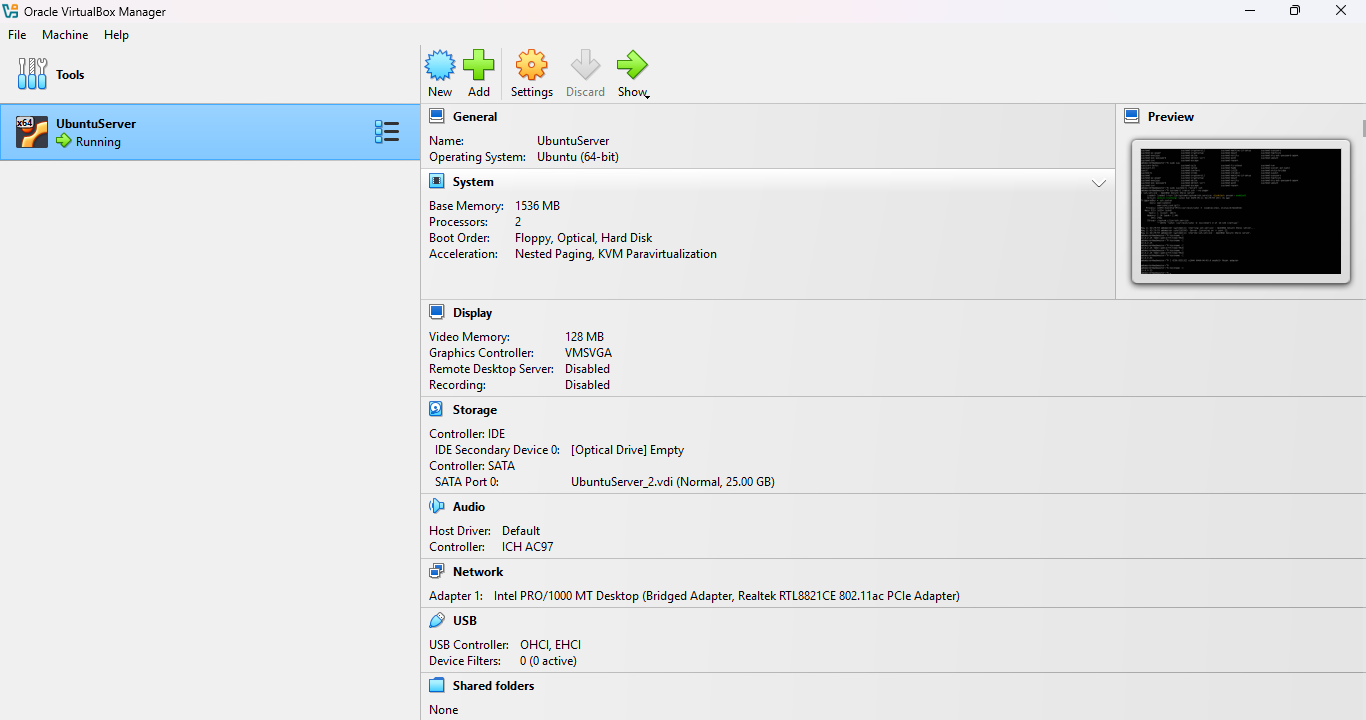 Oracle VirtualBox Manager
File Machine Help
Tools
New Add Settings Discard Show
x64
UbuntuServer
Running
General
Name: UbuntuServer
Operating System: Ubuntu (64-bit)
System
Base Memory: 1536 MB
Processors: 2
Boot Order: Floppy, Optical, Hard Disk
Acceleration: Nested Paging, KVM Paravirtualization
Preview
Display
Video Memory: 128 MB
Graphics Controller: VMSVGA
Remote Desktop Server: Disabled
Recording: Disabled
Storage
Controller: IDE
IDE Secondary Device 0: [Optical Drive] Empty
Controller: SATA
SATA Port 0: UbuntuServer_2.vdi (Normal, 25.00 GB)
Audio
Host Driver: Default
Controller: ICH AC97
Network
Adapter 1: Intel PRO/1000 MT Desktop (Bridged Adapter, Realtek RTL8821CE 802.11ac PCIe Adapter)
USB
USB Controller: OHCI, EHCI
Device Filters: 0 (0 active)
Shared folders
None